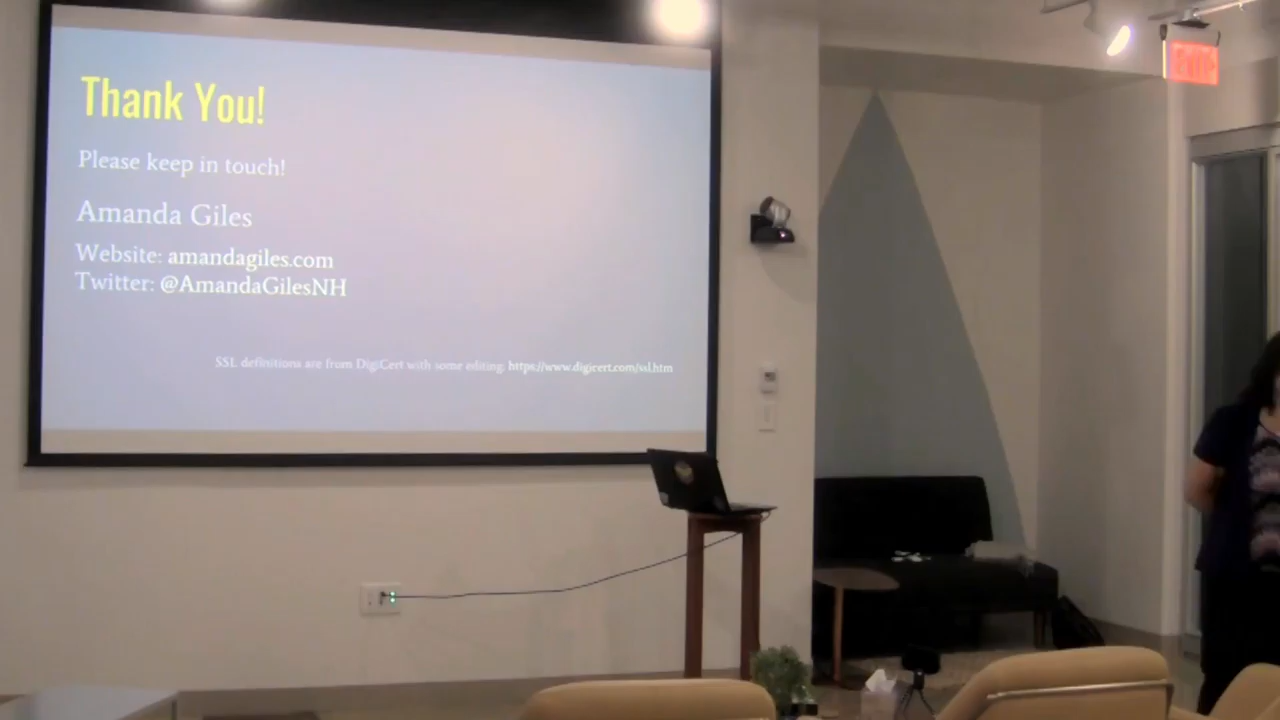 Thank You!
Please keep in touch!
Amanda Giles
Website: amandagiles.com
Twitter: @AmandaGilesNH
SSL definitions are from DigiCert with some editing. https://www.digicert.com/ssl.htm
EXIT